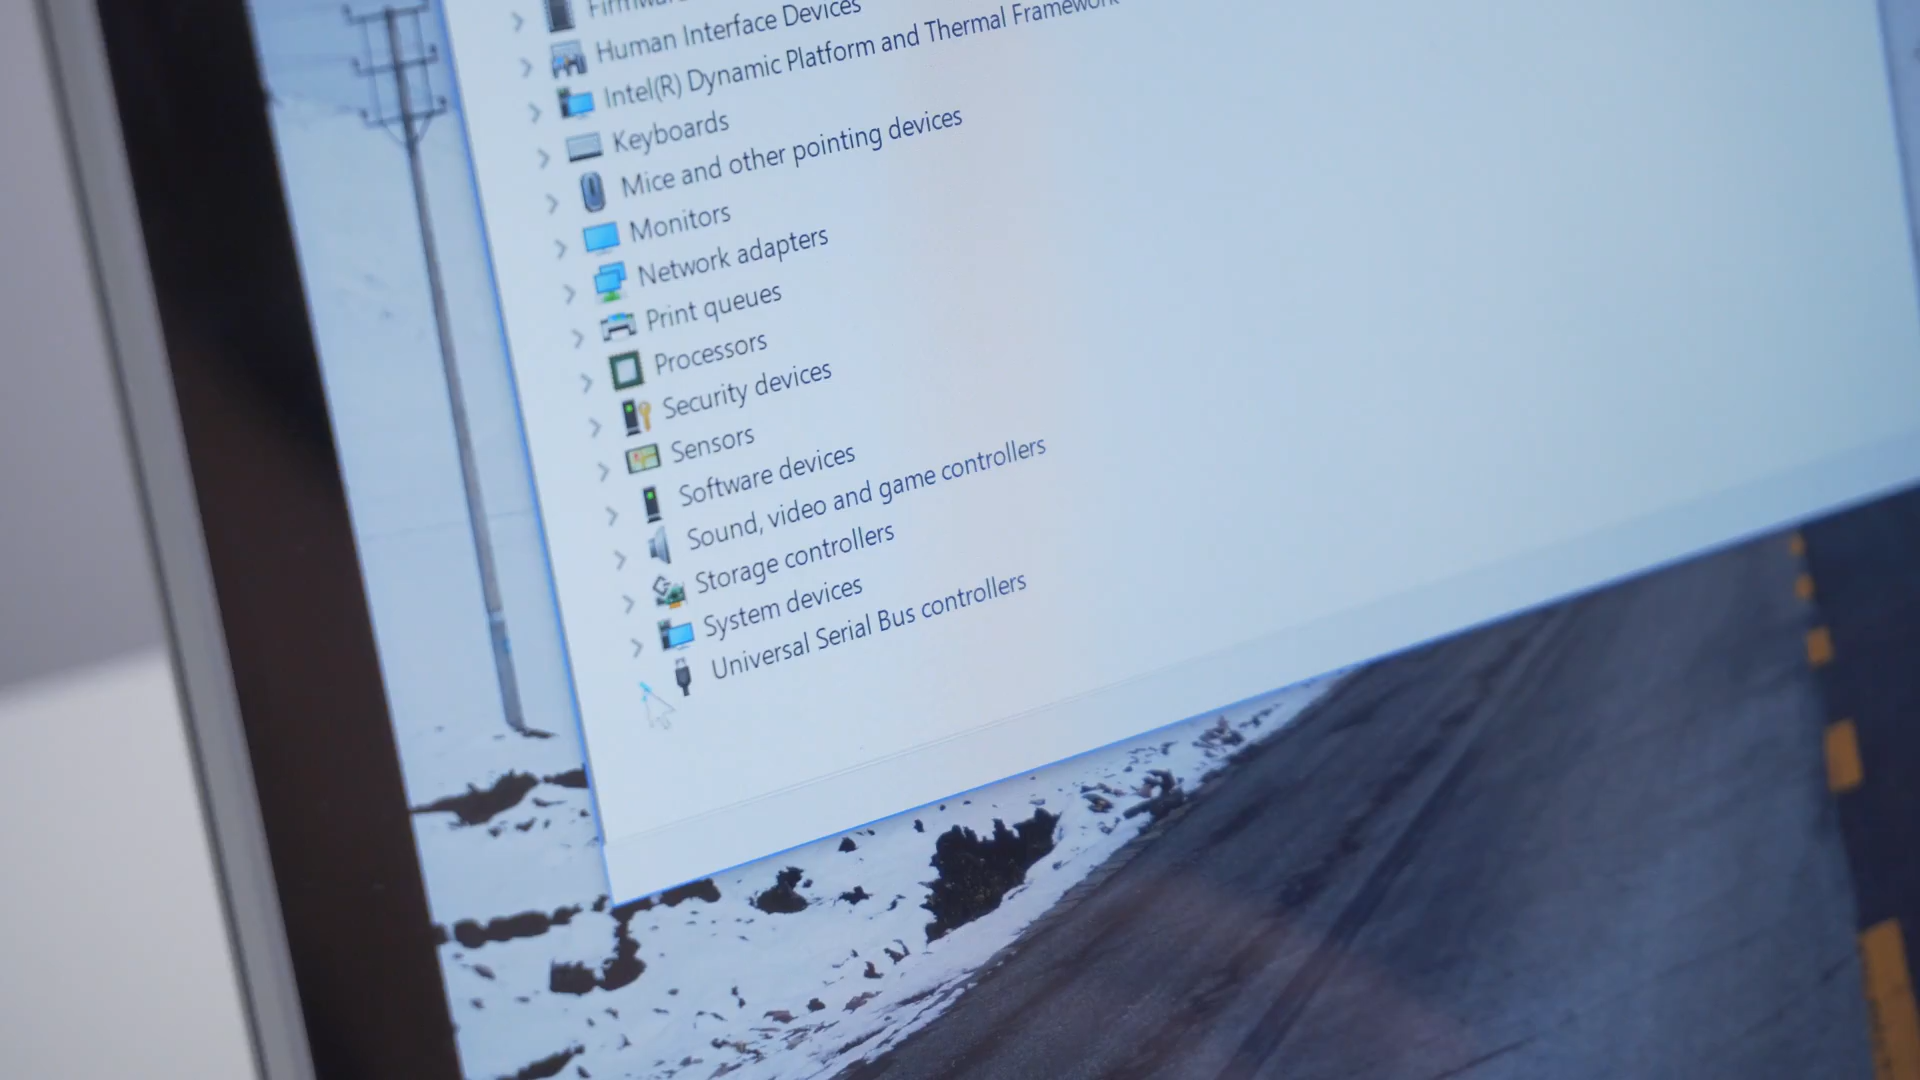 Firmware
Human Interface Devices
Intel(R) Dynamic Platform and Thermal Framework
Keyboards
Mice and other pointing devices
Monitors
Network adapters
Print queues
Processors
Security devices
Sensors
Software devices
Sound, video and game controllers
Storage controllers
System devices
Universal Serial Bus controllers